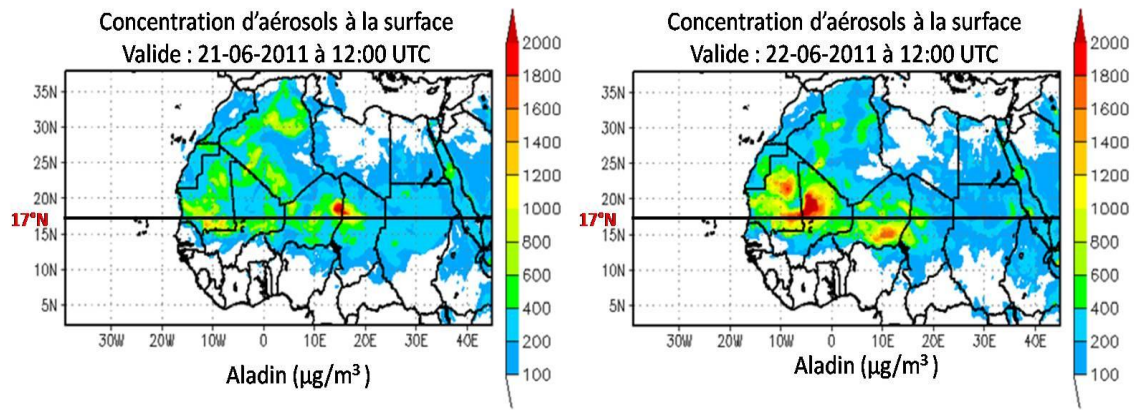 Concentration d'aérosols à la surface
Valide : 21-06-2011 à 12:00 UTC
35N
30N
25N
20N
17°N
15N
10N
5N
30W
20W
10W
0
10E
20E
30E
40E
2000
1800
1600
1400
1200
1000
800
600
400
200
100
Aladin (µg/m³ )
Concentration d'aérosols à la surface
Valide : 22-06-2011 à 12:00 UTC
35N
30N
25N
20N
17°N
15N
10N
5N
30W
20W
10W
0
10E
20E
30E
40E
2000
1800
1600
1400
1200
1000
800
600
400
200
100
Aladin (µg/m³ )